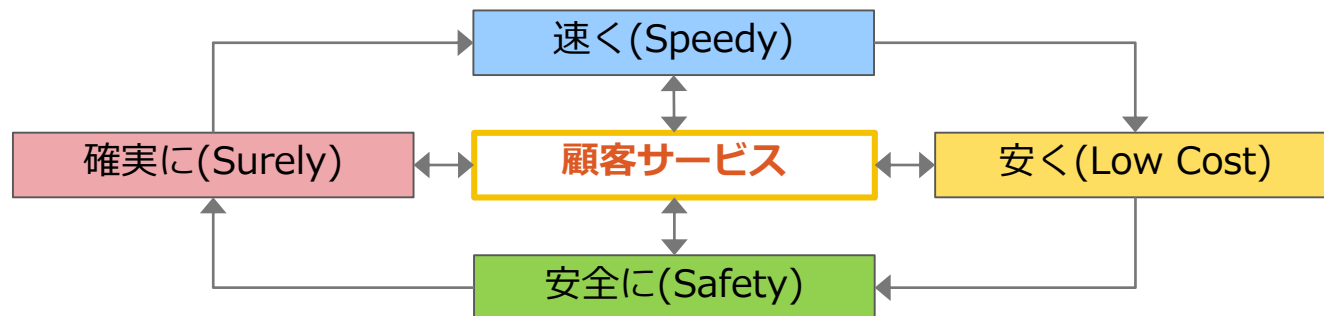 速く(Speedy)
確実に(Surely)
顧客サービス
安く(Low Cost)
安全に(Safety)